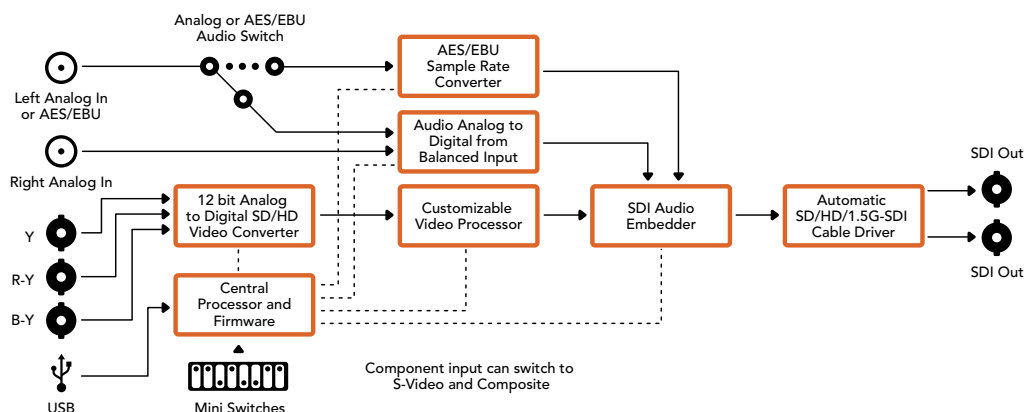 Analog or AES/EBU
Audio Switch
AES/EBU
Sample Rate
Converter
Left Analog In
or AES/EBU
Audio Analog to
Digital from
Balanced Input
Right Analog In
SDI Out
12 bit Analog
to Digital SD/HD
Video Converter
Customizable
Video Processor
SDI Audio
Embedder
Automatic
SD/HD/1.5G-SDI
Cable Driver
Y
R-Y
B-Y
SDI Out
Central
Processor and
Firmware
Component input can switch to
S-Video and Composite
USB
Mini Switches